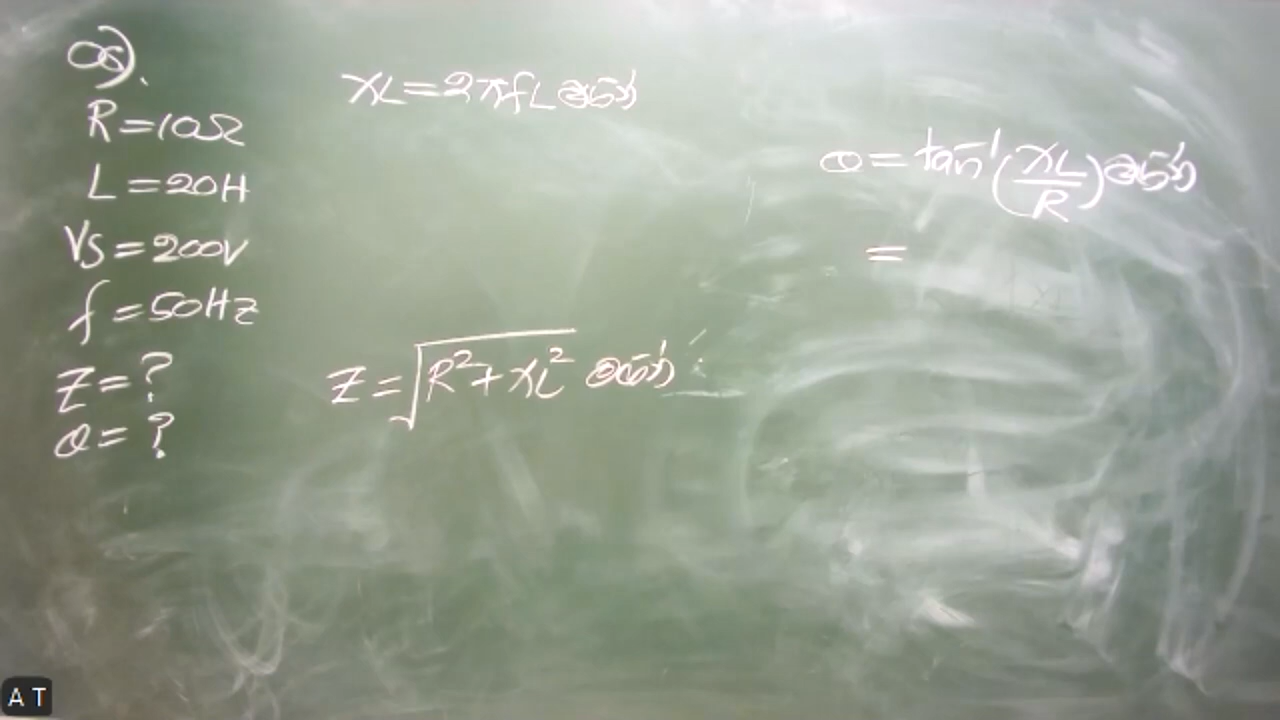 05).
R=10Ω
L=20H
VS=200V
f=50Hz
Z=?
θ=?
XL=2πfL මගින්
Z=√R²+XL² මගින්
θ=tan⁻¹(XL/R) මගින්
=
A T